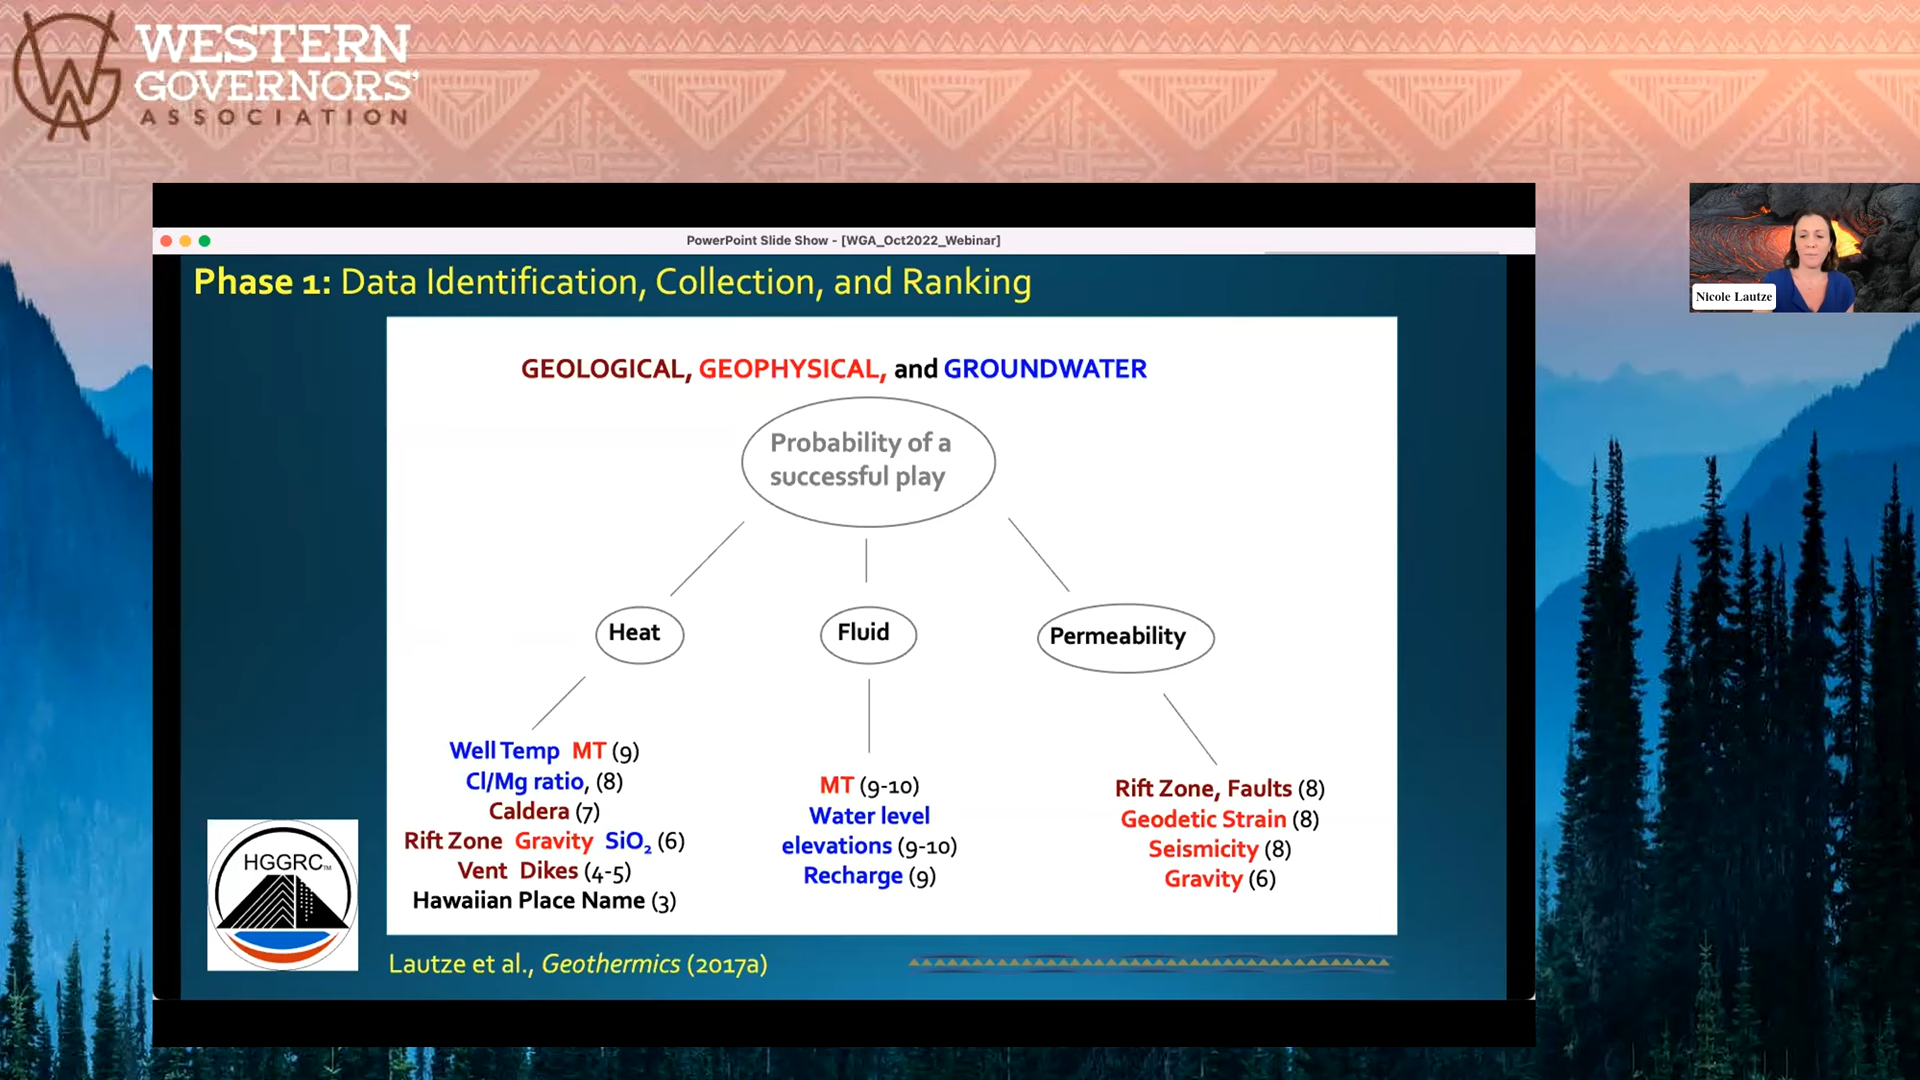 WESTERN
GOVERNORS'
ASSOCIATION
PowerPoint Slide Show - [WGA_Oct2022_Webinar]
Phase 1: Data Identification, Collection, and Ranking
GEOLOGICAL, GEOPHYSICAL, and GROUNDWATER
Probability of a
successful play
Heat
Fluid
Permeability
Well Temp MT (9)
Cl/Mg ratio, (8)
Caldera (7)
Rift Zone Gravity SiO₂ (6)
Vent Dikes (4-5)
Hawaiian Place Name (3)
MT (9-10)
Water level
elevations (9-10)
Recharge (9)
Rift Zone, Faults (8)
Geodetic Strain (8)
Seismicity (8)
Gravity (6)
HGGRC™
Lautze et al., Geothermics (2017a)
Nicole Lautze